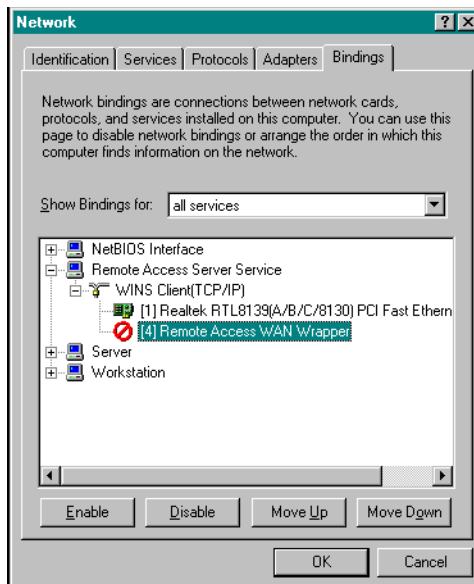 Network
Identification
Services
Protocols
Adapters
Bindings
Network bindings are connections between network cards,
protocols, and services installed on this computer. You can use this
page to disable network bindings or arrange the order in which this
computer finds information on the network.
Show Bindings for:
all services
NetBIOS Interface
Remote Access Server Service
WINS Client(TCP/IP)
[1] Realtek RTL8139(A/B/C/8130) PCI Fast Ethern
[4] Remote Access WAN Wrapper
Server
Workstation
Enable
Disable
Move Up
Move Down
OK
Cancel